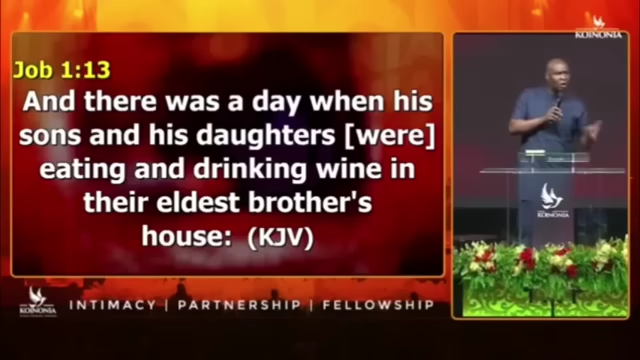 Job 1:13
And there was a day when his
sons and his daughters [were]
eating and drinking wine in
their eldest brother's
house: (KJV)
KOINONIA
KOINONIA
KOINONIA
INTIMACY | PARTNERSHIP | FELLOWSHIP